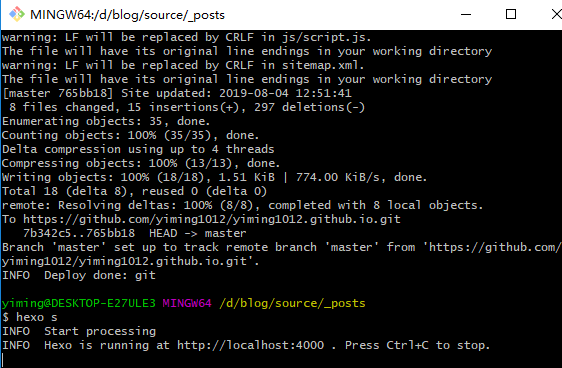 MINGW64:/d/blog/source/_posts
warning: LF will be replaced by CRLF in js/script.js.
The file will have its original line endings in your working directory
warning: LF will be replaced by CRLF in sitemap.xml.
The file will have its original line endings in your working directory
[master 765bb18] Site updated: 2019-08-04 12:51:41
 8 files changed, 15 insertions(+), 297 deletions(-)
Enumerating objects: 35, done.
Counting objects: 100% (35/35), done.
Delta compression using up to 4 threads
Compressing objects: 100% (13/13), done.
Writing objects: 100% (18/18), 1.51 KiB | 774.00 KiB/s, done.
Total 18 (delta 8), reused 0 (delta 0)
remote: Resolving deltas: 100% (8/8), completed with 8 local objects.
To https://github.com/yiming1012/yiming1012.github.io.git
   7b342c5..765bb18  HEAD -> master
Branch 'master' set up to track remote branch 'master' from 'https://github.com/
yiming1012/yiming1012.github.io.git'.
INFO  Deploy done: git
yiming@DESKTOP-E27ULE3 MINGW64 /d/blog/source/_posts
$ hexo s
INFO  Start processing
INFO  Hexo is running at http://localhost:4000 . Press Ctrl+C to stop.